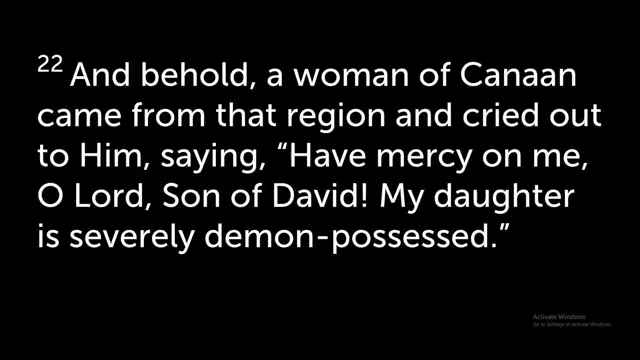 22 And behold, a woman of Canaan
came from that region and cried out
to Him, saying, “Have mercy on me,
O Lord, Son of David! My daughter
is severely demon-possessed.”
Activate Windows
Go to Settings to activate Windows.